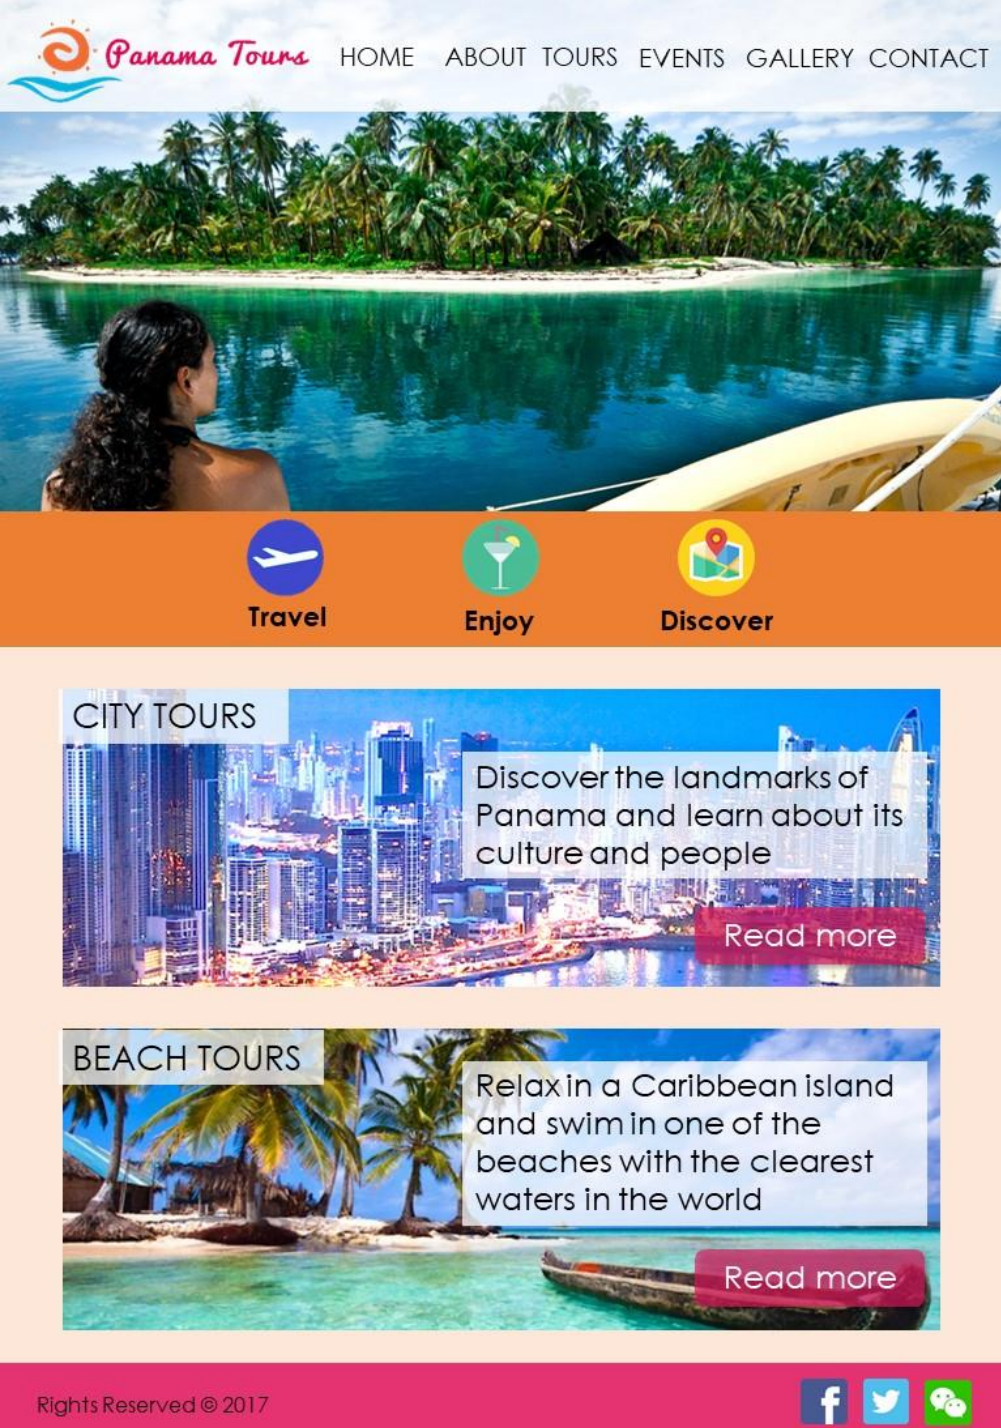 Panama Tours
HOME ABOUT TOURS EVENTS GALLERY CONTACT
Travel
Enjoy
Discover
CITY TOURS
Discover the landmarks of
Panama and learn about its
culture and people
Read more
BEACH TOURS
Relax in a Caribbean island
and swim in one of the
beaches with the clearest
waters in the world
Read more
Rights Reserved © 2017